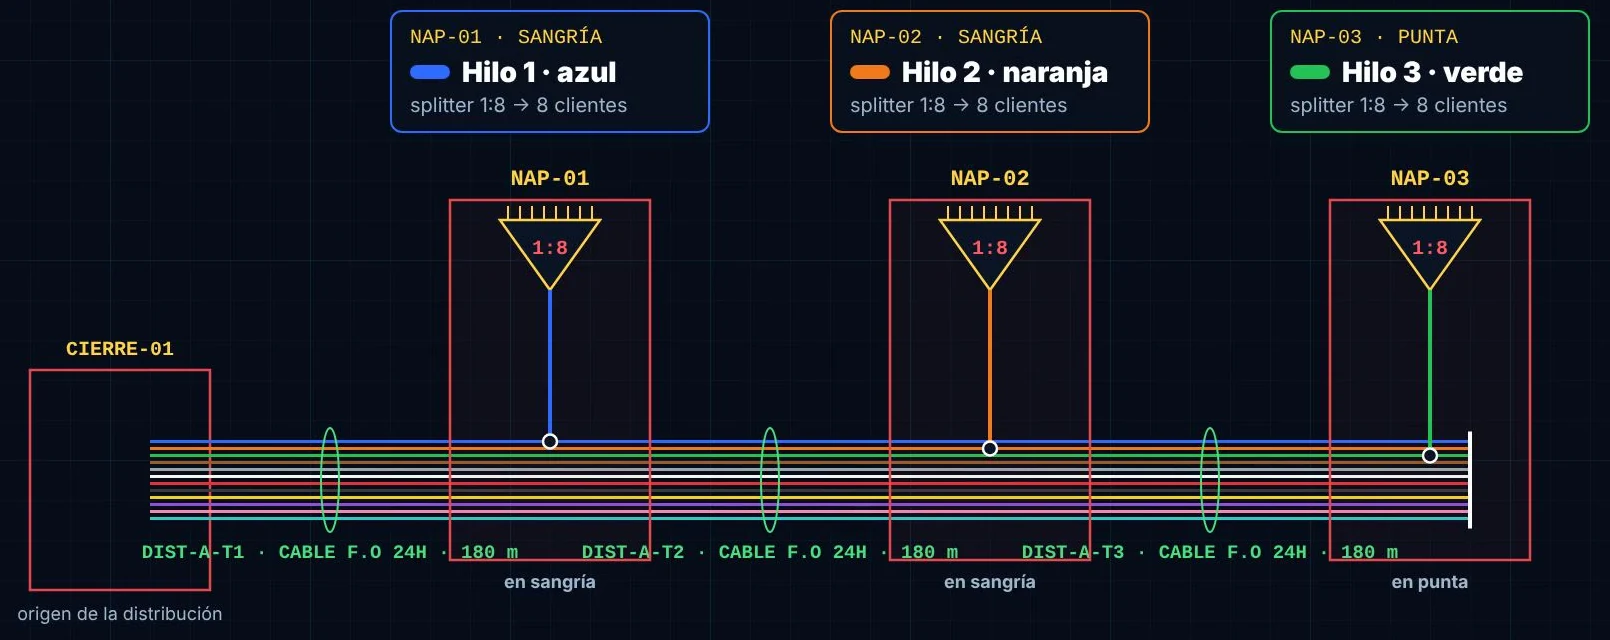 NAP-01 · SANGRÍA
Hilo 1 · azul
splitter 1:8 → 8 clientes
NAP-02 · SANGRÍA
Hilo 2 · naranja
splitter 1:8 → 8 clientes
NAP-03 · PUNTA
Hilo 3 · verde
splitter 1:8 → 8 clientes
NAP-01
NAP-02
NAP-03
1:8
1:8
1:8
CIERRE-01
DIST-A-T1 · CABLE F.O 24H · 180 m
DIST-A-T2 · CABLE F.O 24H · 180 m
DIST-A-T3 · CABLE F.O 24H · 180 m
en sangría
en sangría
en punta
origen de la distribución